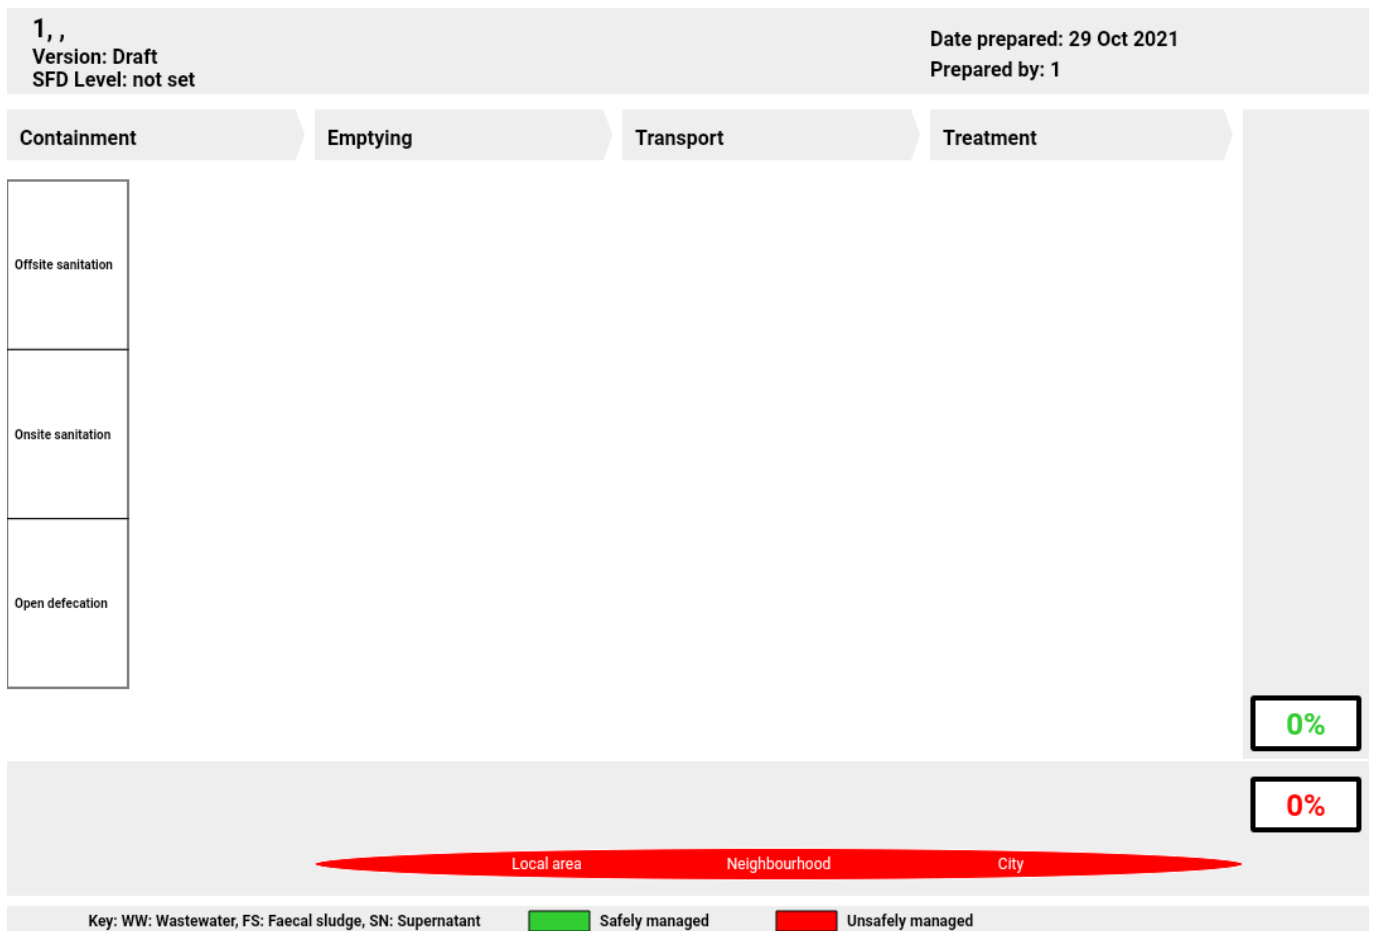 1, ,
Version: Draft
SFD Level: not set
Date prepared: 29 Oct 2021
Prepared by: 1
Containment
Emptying
Transport
Treatment
Offsite sanitation
Onsite sanitation
Open defecation
0%
0%
Local area
Neighbourhood
City
Key: WW: Wastewater, FS: Faecal sludge, SN: Supernatant
Safely managed
Unsafely managed